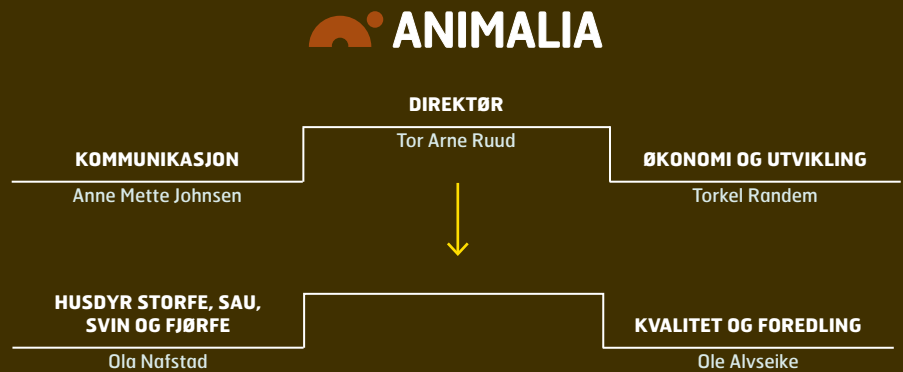 ANIMALIA
DIREKTØR
Tor Arne Ruud
KOMMUNIKASJON
Anne Mette Johnsen
ØKONOMI OG UTVIKLING
Torkel Randem
HUSDYR STORFE, SAU,
SVIN OG FJØRFE
Ola Nafstad
KVALITET OG FOREDLING
Ole Alvseike